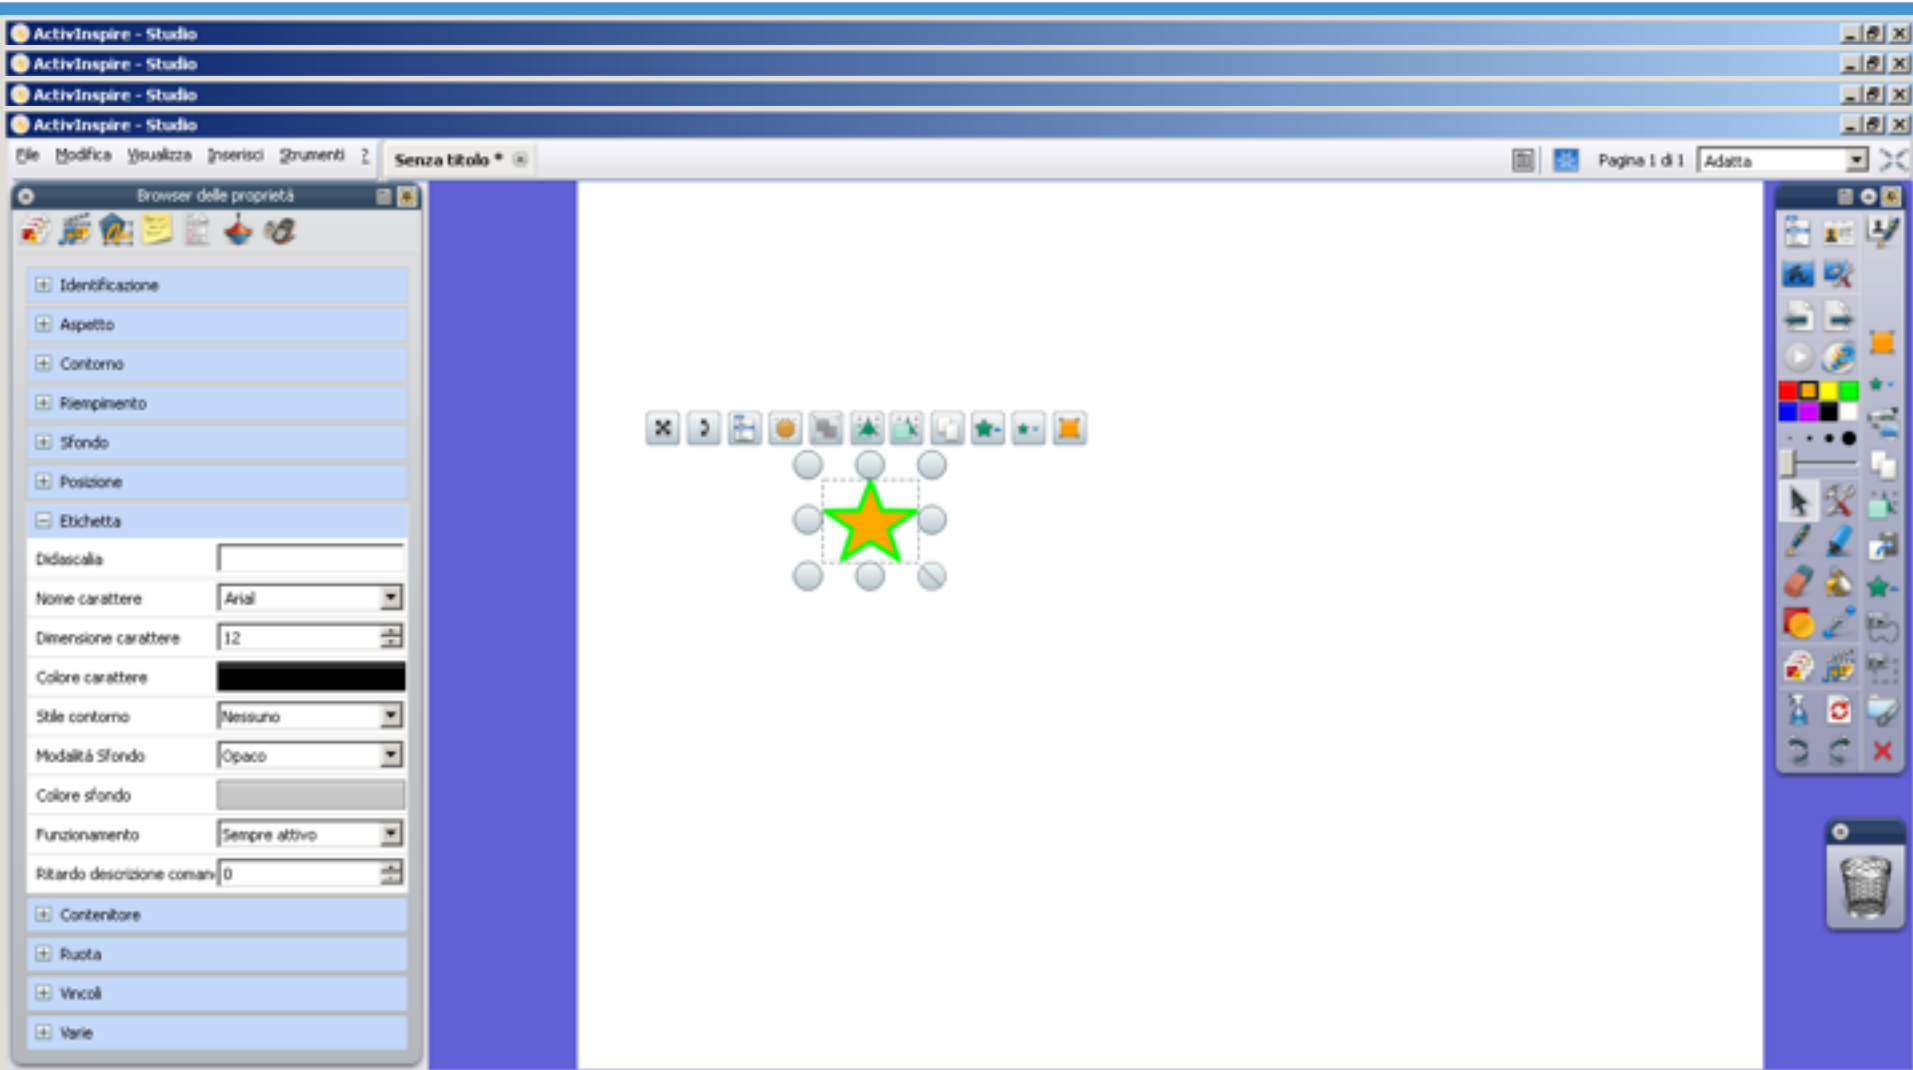 ActivInspire - Studio
ActivInspire - Studio
ActivInspire - Studio
ActivInspire - Studio
File Modifica Visualizza Inserisci Strumenti ?
Senza titolo *
Pagina 1 di 1 Adatta
Browser delle proprietà
Identificazione
Aspetto
Contorno
Riempimento
Sfondo
Posizione
Etichetta
Didascalia
Nome carattere Arial
Dimensione carattere 12
Colore carattere
Stile contorno Nessuno
Modalità Sfondo Opaco
Colore sfondo
Funzionamento Sempre attivo
Ritardo descrizione coman 0
Contenitore
Ruota
Vincoli
Varie